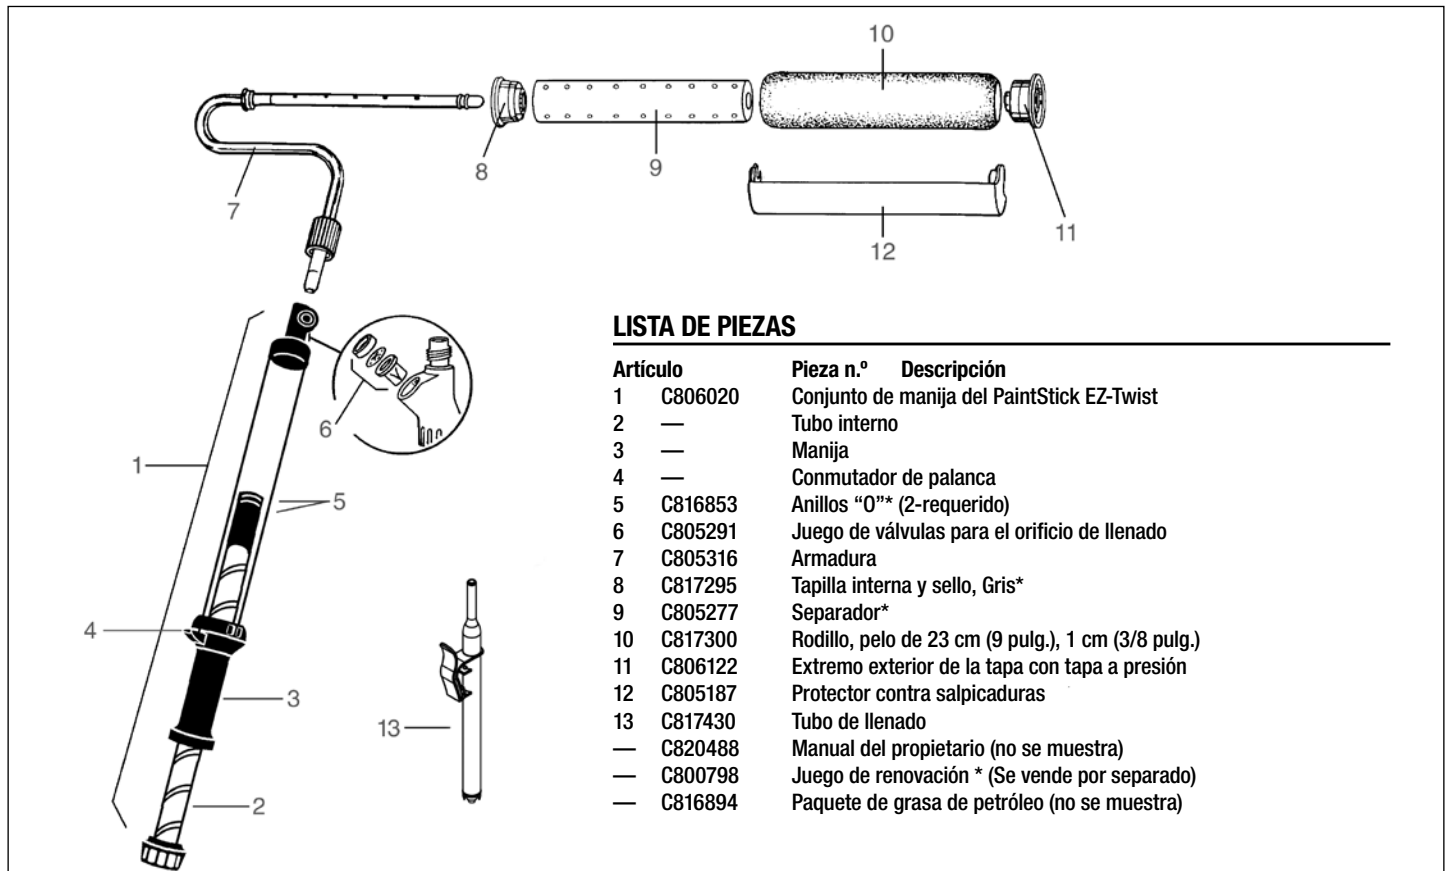 10
8
9
7
12
11
LISTA DE PIEZAS
Artículo Pieza n.º Descripción
1 C806020 Conjunto de manija del PaintStick EZ-Twist
2 — Tubo interno
3 — Manija
4 — Conmutador de palanca
5 C816853 Anillos “O”* (2-requerido)
6 C805291 Juego de válvulas para el orificio de llenado
7 C805316 Armadura
8 C817295 Tapilla interna y sello, Gris*
9 C805277 Separador*
10 C817300 Rodillo, pelo de 23 cm (9 pulg.), 1 cm (3/8 pulg.)
11 C806122 Extremo exterior de la tapa con tapa a presión
12 C805187 Protector contra salpicaduras
13 C817430 Tubo de llenado
— C820488 Manual del propietario (no se muestra)
— C800798 Juego de renovación * (Se vende por separado)
— C816894 Paquete de grasa de petróleo (no se muestra)
6
1
5
4
3
13
2